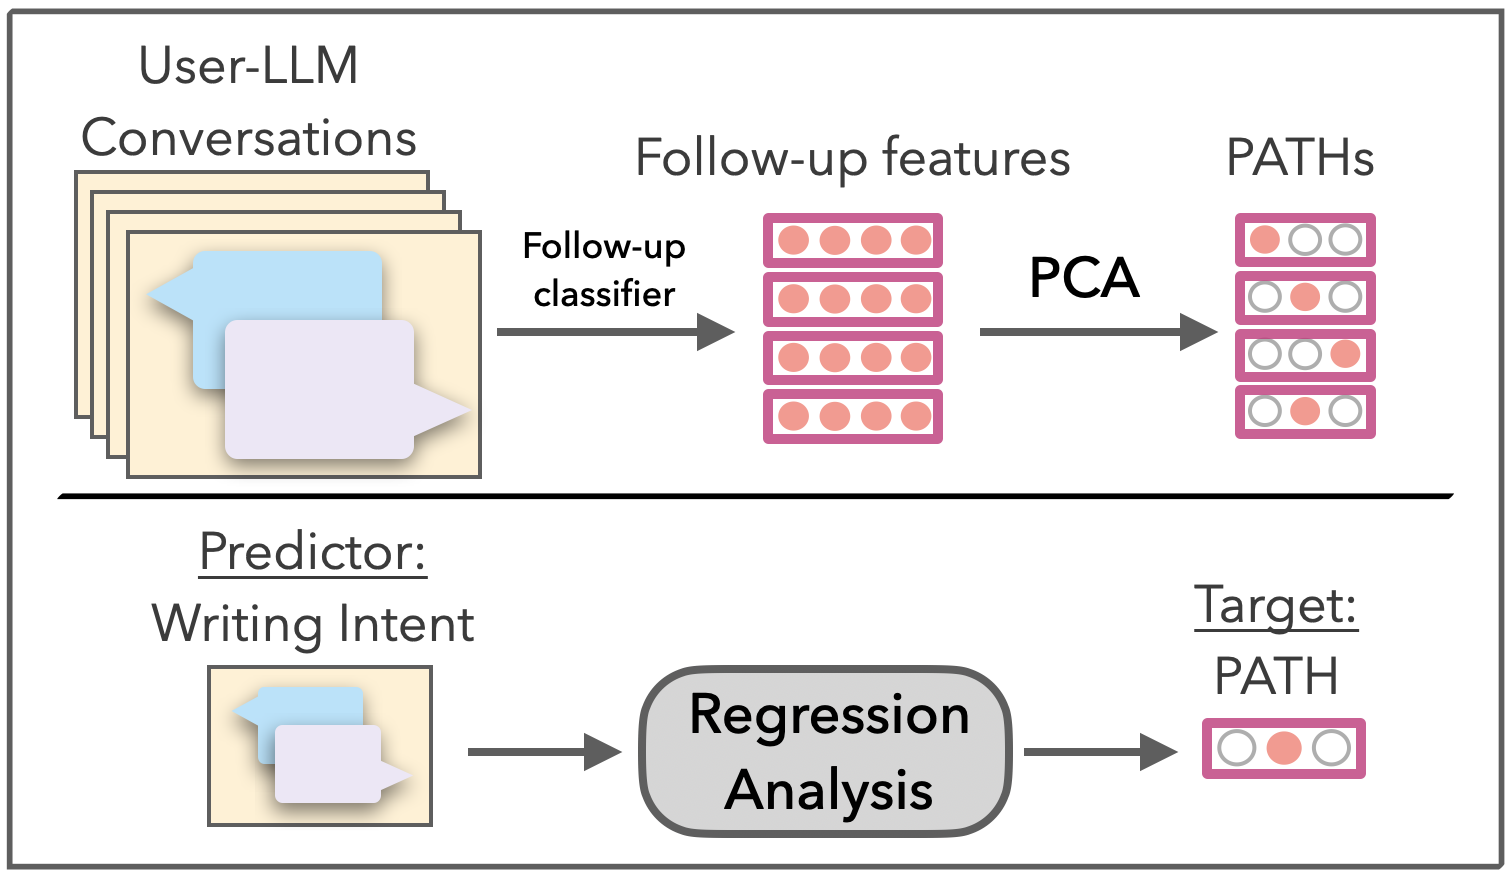 User-LLM
Conversations
Follow-up
classifier
Follow-up features
PCA
PATHs
Predictor:
Writing Intent
Regression
Analysis
Target:
PATH